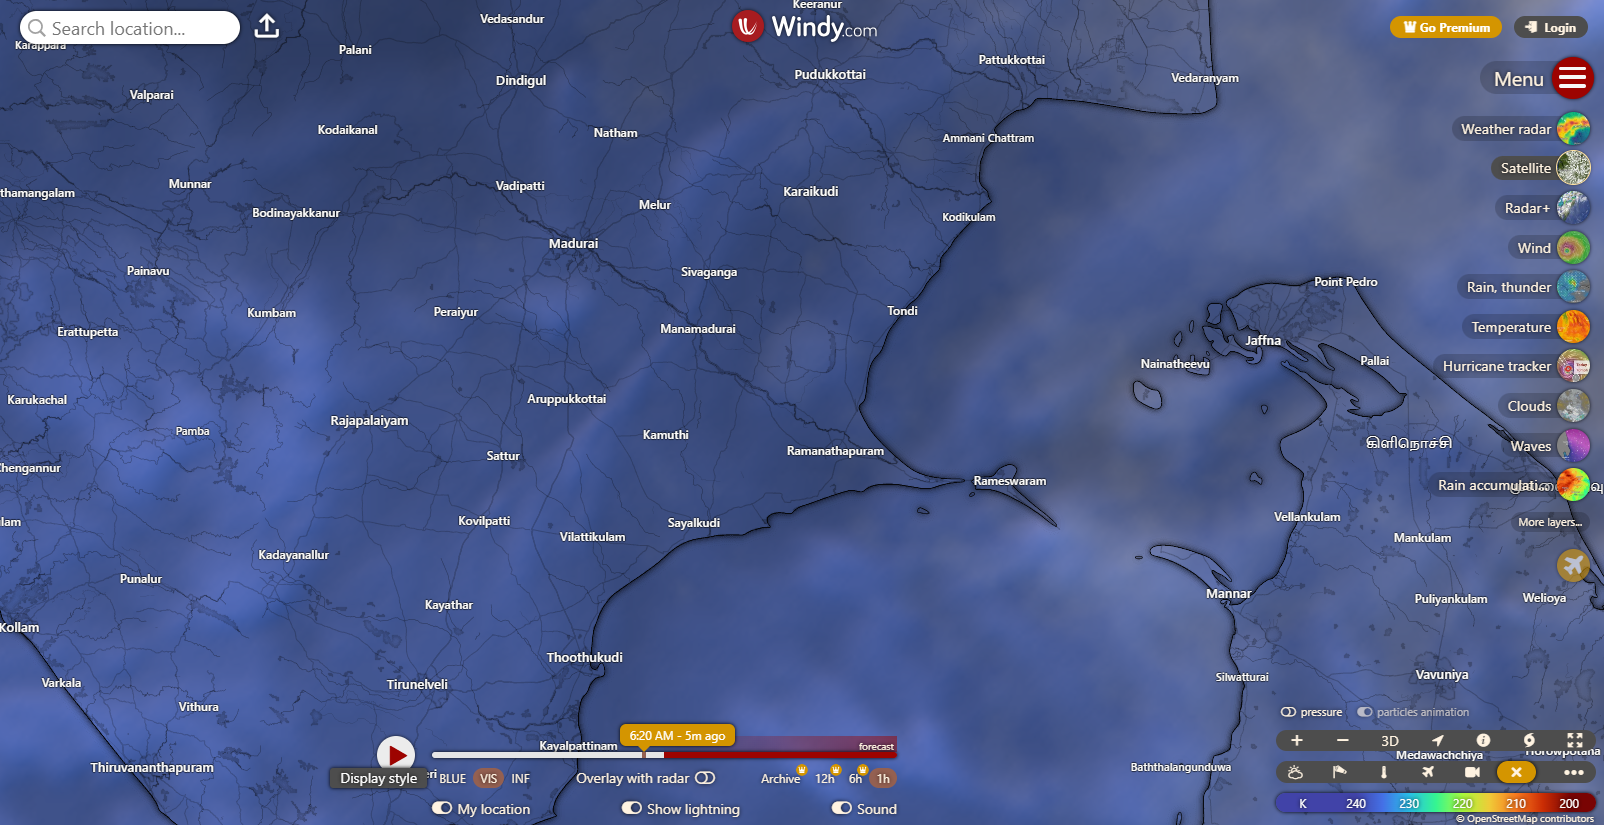 Search location...
Windy.com
Go Premium
Login
Menu
Weather radar
Satellite
Radar+
Wind
Rain, thunder
Temperature
Hurricane tracker
Clouds
Waves
Rain accumulati...
More layers...
Keeranur
Vedasandur
Karappara
Palani
Pattukkottai
Dindigul
Pudukkottai
Vedaranyam
Valparai
Kodaikanal
Natham
Ammani Chattram
Munnar
Vadipatti
Karaikudi
thamangalam
Melur
Bodinayakkanur
Kodikulam
Madurai
Painavu
Sivaganga
Point Pedro
Kumbam
Peraiyur
Tondi
Erattupetta
Manamadurai
Jaffna
Nainatheevu
Pallai
Karukachal
Aruppukkottai
Rajapalaiyam
Pamba
Kamuthi
கிளிநொச்சி
Sattur
Ramanathapuram
Chengannur
Rameswaram
lam
Kovilpatti
Sayalkudi
Vellankulam
Vilattikulam
Mankulam
Kadayanallur
Punalur
Mannar
Puliyankulam
Welioya
Kayathar
Kollam
Thoothukudi
Varkala
Tirunelveli
Silwatturai
Vavuniya
Vithura
Kayalpattinam
Thiruvananthapuram
Baththalangunduwa
Medawachchiya
Horowpotana
6:20 AM - 5m ago
forecast
Display style
eri
BLUE VIS INF
Overlay with radar
Archive 12h 6h 1h
My location
Show lightning
Sound
pressure
particles animation
+ − 3D
K 240 230 220 210 200
© OpenStreetMap contributors